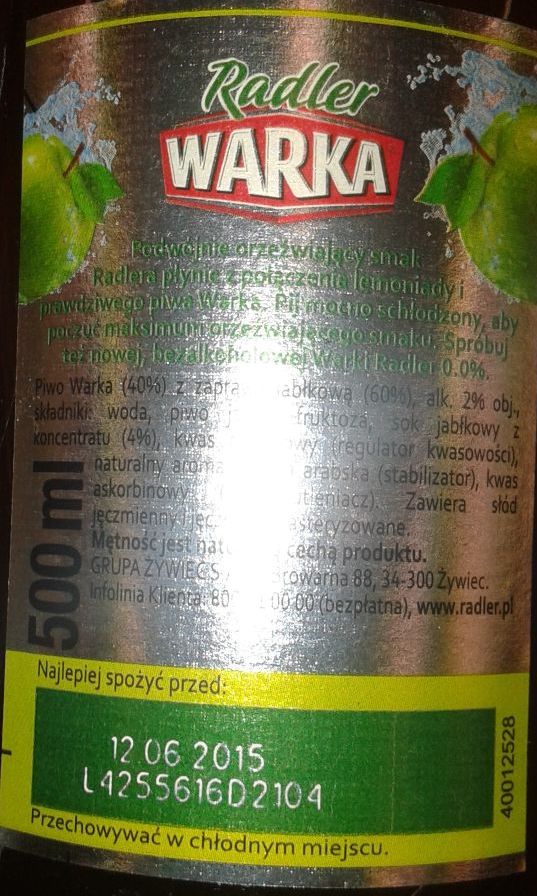 Radler
WARKA
Podwójnie orzeźwiający smak
Radlera płynie z połączenia lemoniady i
prawdziwego piwa Warka. Pij mocno schłodzony, aby
poczuć maksimum orzeźwiającego smaku. Spróbuj
też nowej, bezalkoholowej Warki Radler 0.0%.
Piwo Warka (40%) z (60%), alk. 2% obj.,
składniki: woda, piwo fruktoza, sok jabłkowy z
koncentratu (4%), kwas (regulator kwasowości),
naturalny arabska (stabilizator), kwas
askorbinowy Zawiera słód
jęczmienny i
Mętność jest cechą produktu.
GRUPA ŻYWIEC 88, 34-300 Żywiec.
Infolinia Klienta: 00 00 (bezpłatna), www.radler.pl
500 ml
Najlepiej spożyć przed:
12.06 2015
L4255616D2104
40012528
Przechowywać w chłodnym miejscu.